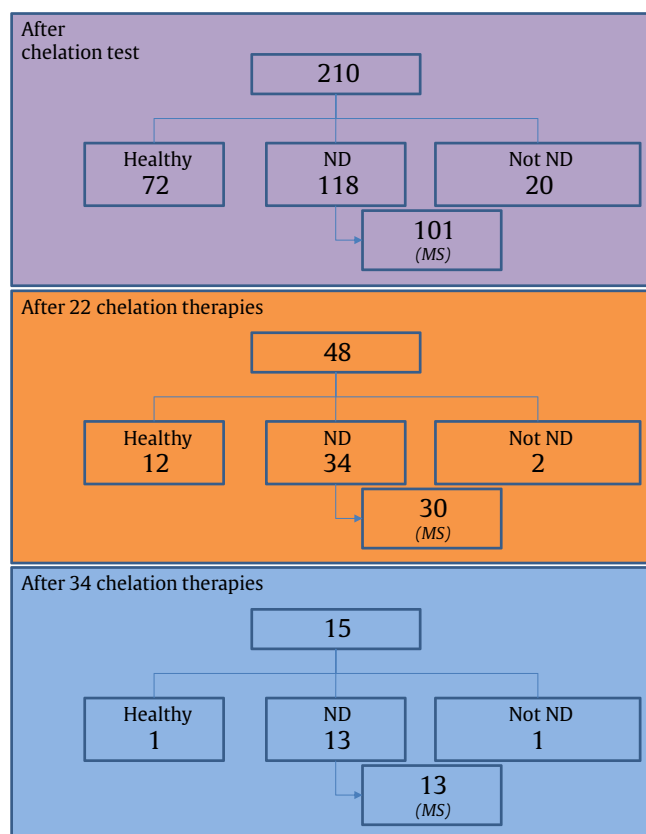 After
chelation test
210
Healthy
72
ND
118
Not ND
20
101
(MS)
After 22 chelation therapies
48
Healthy
12
ND
34
Not ND
2
30
(MS)
After 34 chelation therapies
15
Healthy
1
ND
13
Not ND
1
13
(MS)